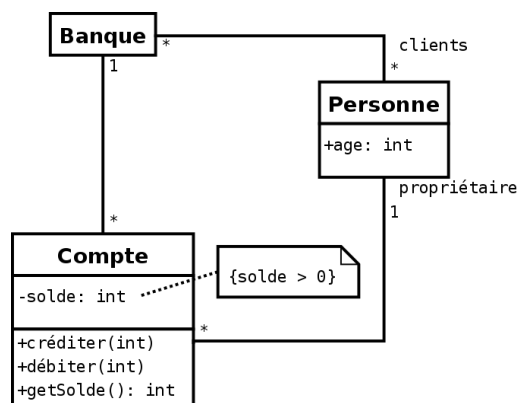 Banque
*
clients
1
*
Personne
+age: int
propriétaire
1
*
Compte
-solde: int
{solde > 0}
*
+créditer(int)
+débiter(int)
+getSolde(): int